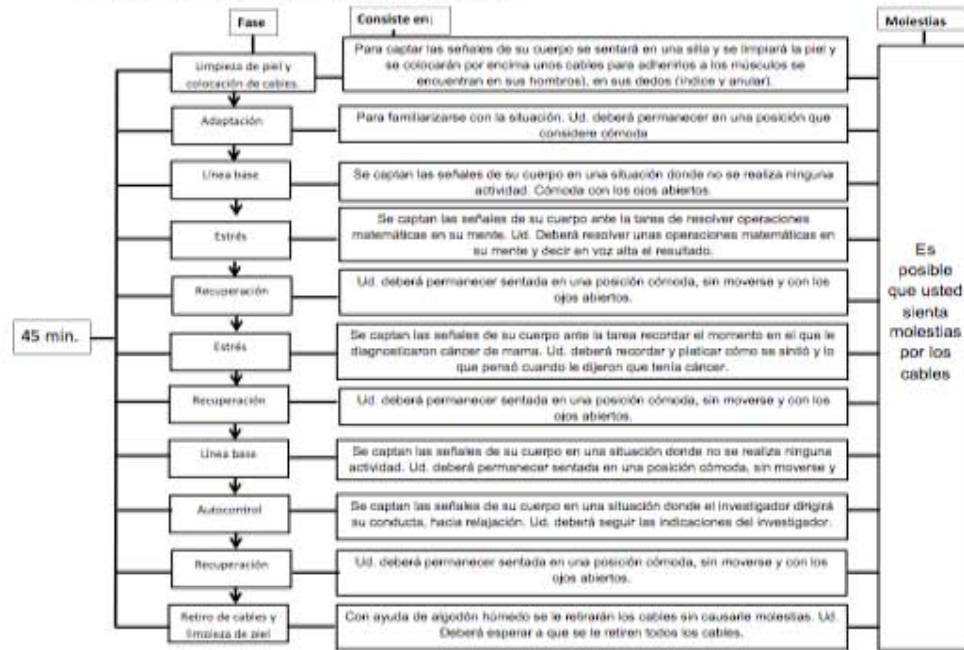 Fase
Consiste en:
Molestias
Limpieza de piel y
colocación de cables.
Para captar las señales de su cuerpo se sentará en una silla y se limpiará la piel y
se colocarán por encima unos cables para adherirlos a los músculos se
encuentran en sus hombros), en sus dedos (índice y anular).
Adaptación
Para familiarizarse con la situación. Ud. deberá permanecer en una posición que
considere cómoda
Línea base
Se captan las señales de su cuerpo en una situación donde no se realiza ninguna
actividad. Cómoda con los ojos abiertos.
Estrés
Se captan las señales de su cuerpo ante la tarea de resolver operaciones
matemáticas en su mente. Ud. Deberá resolver unas operaciones matemáticas en
su mente y decir en voz alta el resultado.
Recuperación
Ud. deberá permanecer sentada en una posición cómoda, sin moverse y con los
ojos abiertos.
45 min.
Estrés
Se captan las señales de su cuerpo ante la tarea recordar el momento en el que le
diagnosticaron cáncer de mama. Ud. deberá recordar y platicar cómo se sintió y lo
que pensó cuando le dijeron que tenía cáncer.
Recuperación
Ud. deberá permanecer sentada en una posición cómoda, sin moverse y con los
ojos abiertos.
Línea base
Se captan las señales de su cuerpo en una situación donde no se realiza ninguna
actividad. Ud. deberá permanecer sentada en una posición cómoda, sin moverse y
Autocontrol
Se captan las señales de su cuerpo en una situación donde el investigador dirigirá
su conducta, hacia relajación. Ud. deberá seguir las indicaciones del investigador.
Recuperación
Ud. deberá permanecer sentada en una posición cómoda, sin moverse y con los
ojos abiertos.
Retiro de cables y
limpieza de piel
Con ayuda de algodón húmedo se le retirarán los cables sin causarle molestias. Ud.
Deberá esperar a que se le retiren todos los cables.
Es
posible
que usted
sienta
molestias
por los
cables